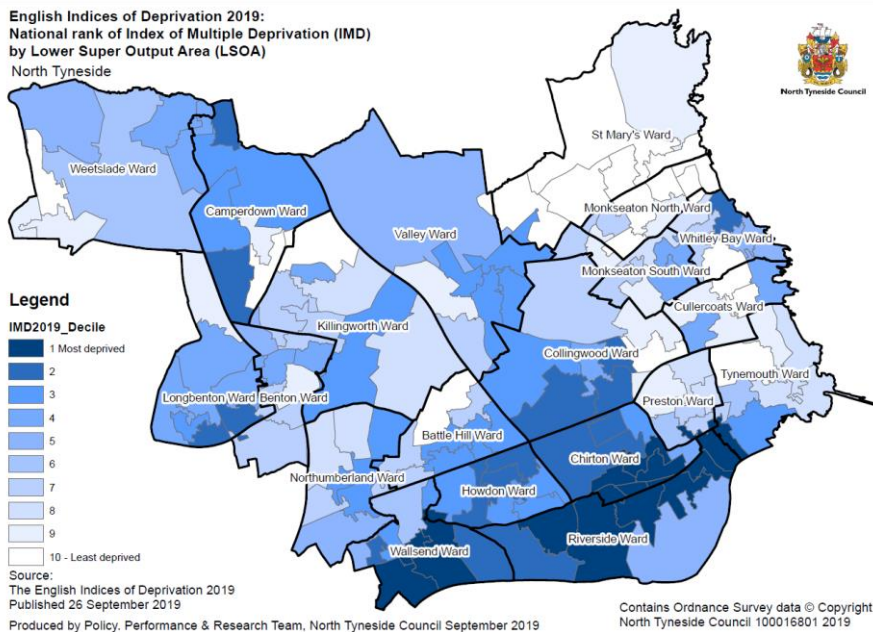 English Indices of Deprivation 2019:
National rank of Index of Multiple Deprivation (IMD)
by Lower Super Output Area (LSOA)
North Tyneside
North Tyneside Council
St Mary's Ward
Weetslade Ward
Camperdown Ward
Monkseaton North Ward
Valley Ward
Whitley Bay Ward
Monkseaton South Ward
Cullercoats Ward
Killingworth Ward
Collingwood Ward
Tynemouth Ward
Longbenton Ward
Benton Ward
Preston Ward
Battle Hill Ward
Chirton Ward
Northumberland Ward
Howdon Ward
Riverside Ward
Wallsend Ward
Legend
IMD2019_Decile
1 Most deprived
2
3
4
5
6
7
8
9
10 - Least deprived
Source:
The English Indices of Deprivation 2019
Published 26 September 2019
Produced by Policy. Performance & Research Team, North Tyneside Council September 2019
Contains Ordnance Survey data © Copyright
North Tyneside Council 100016801 2019